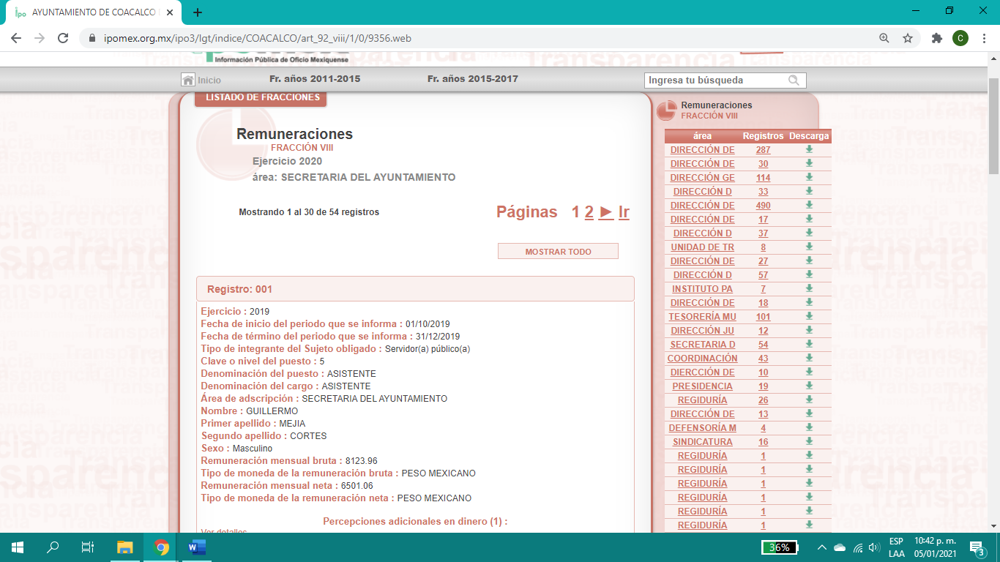 AYUNTAMIENTO DE COACALCO
ipomex.org.mx/ipo3/lgt/indice/COACALCO/art_92_viii/1/0/9356.web
C
Información Pública de Oficio Mexiquense
Inicio
Fr. años 2011-2015
Fr. años 2015-2017
Ingresa tu búsqueda
LISTADO DE FRACCIONES
Remuneraciones
FRACCIÓN VIII
Ejercicio 2020
área: SECRETARIA DEL AYUNTAMIENTO
Mostrando 1 al 30 de 54 registros
Páginas 1 2 ► Ir
MOSTRAR TODO
Registro: 001
Ejercicio : 2019
Fecha de inicio del periodo que se informa : 01/10/2019
Fecha de término del periodo que se informa : 31/12/2019
Tipo de integrante del Sujeto obligado : Servidor(a) público(a)
Clave o nivel del puesto : 5
Denominación del puesto : ASISTENTE
Denominación del cargo : ASISTENTE
Área de adscripción : SECRETARIA DEL AYUNTAMIENTO
Nombre : GUILLERMO
Primer apellido : MEJIA
Segundo apellido : CORTES
Sexo : Masculino
Remuneración mensual bruta : 8123.96
Tipo de moneda de la remuneración bruta : PESO MEXICANO
Remuneración mensual neta : 6501.06
Tipo de moneda de la remuneración neta : PESO MEXICANO
Percepciones adicionales en dinero (1) :
Ver detalles
Remuneraciones
FRACCIÓN VIII
área Registros Descarga
DIRECCIÓN DE 287
DIRECCIÓN DE 30
DIRECCIÓN GE 114
DIRECCIÓN D 33
DIRECCIÓN DE 490
DIRECCIÓN DE 17
DIRECCIÓN D 37
UNIDAD DE TR 8
DIRECCIÓN DE 27
DIRECCIÓN D 57
INSTITUTO PA 7
DIRECCIÓN DE 18
TESORERÍA MU 101
DIRECCIÓN JU 12
SECRETARIA D 54
COORDINACIÓN 43
DIERCCIÓN DE 10
PRESIDENCIA 19
REGIDURÍA 26
DIRECCIÓN DE 13
DEFENSORÍA M 4
SINDICATURA 16
REGIDURÍA 1
REGIDURÍA 1
REGIDURÍA 1
REGIDURÍA 1
REGIDURÍA 1
REGIDURÍA 1
36%
ESP
LAA
10:42 p. m.
05/01/2021
3